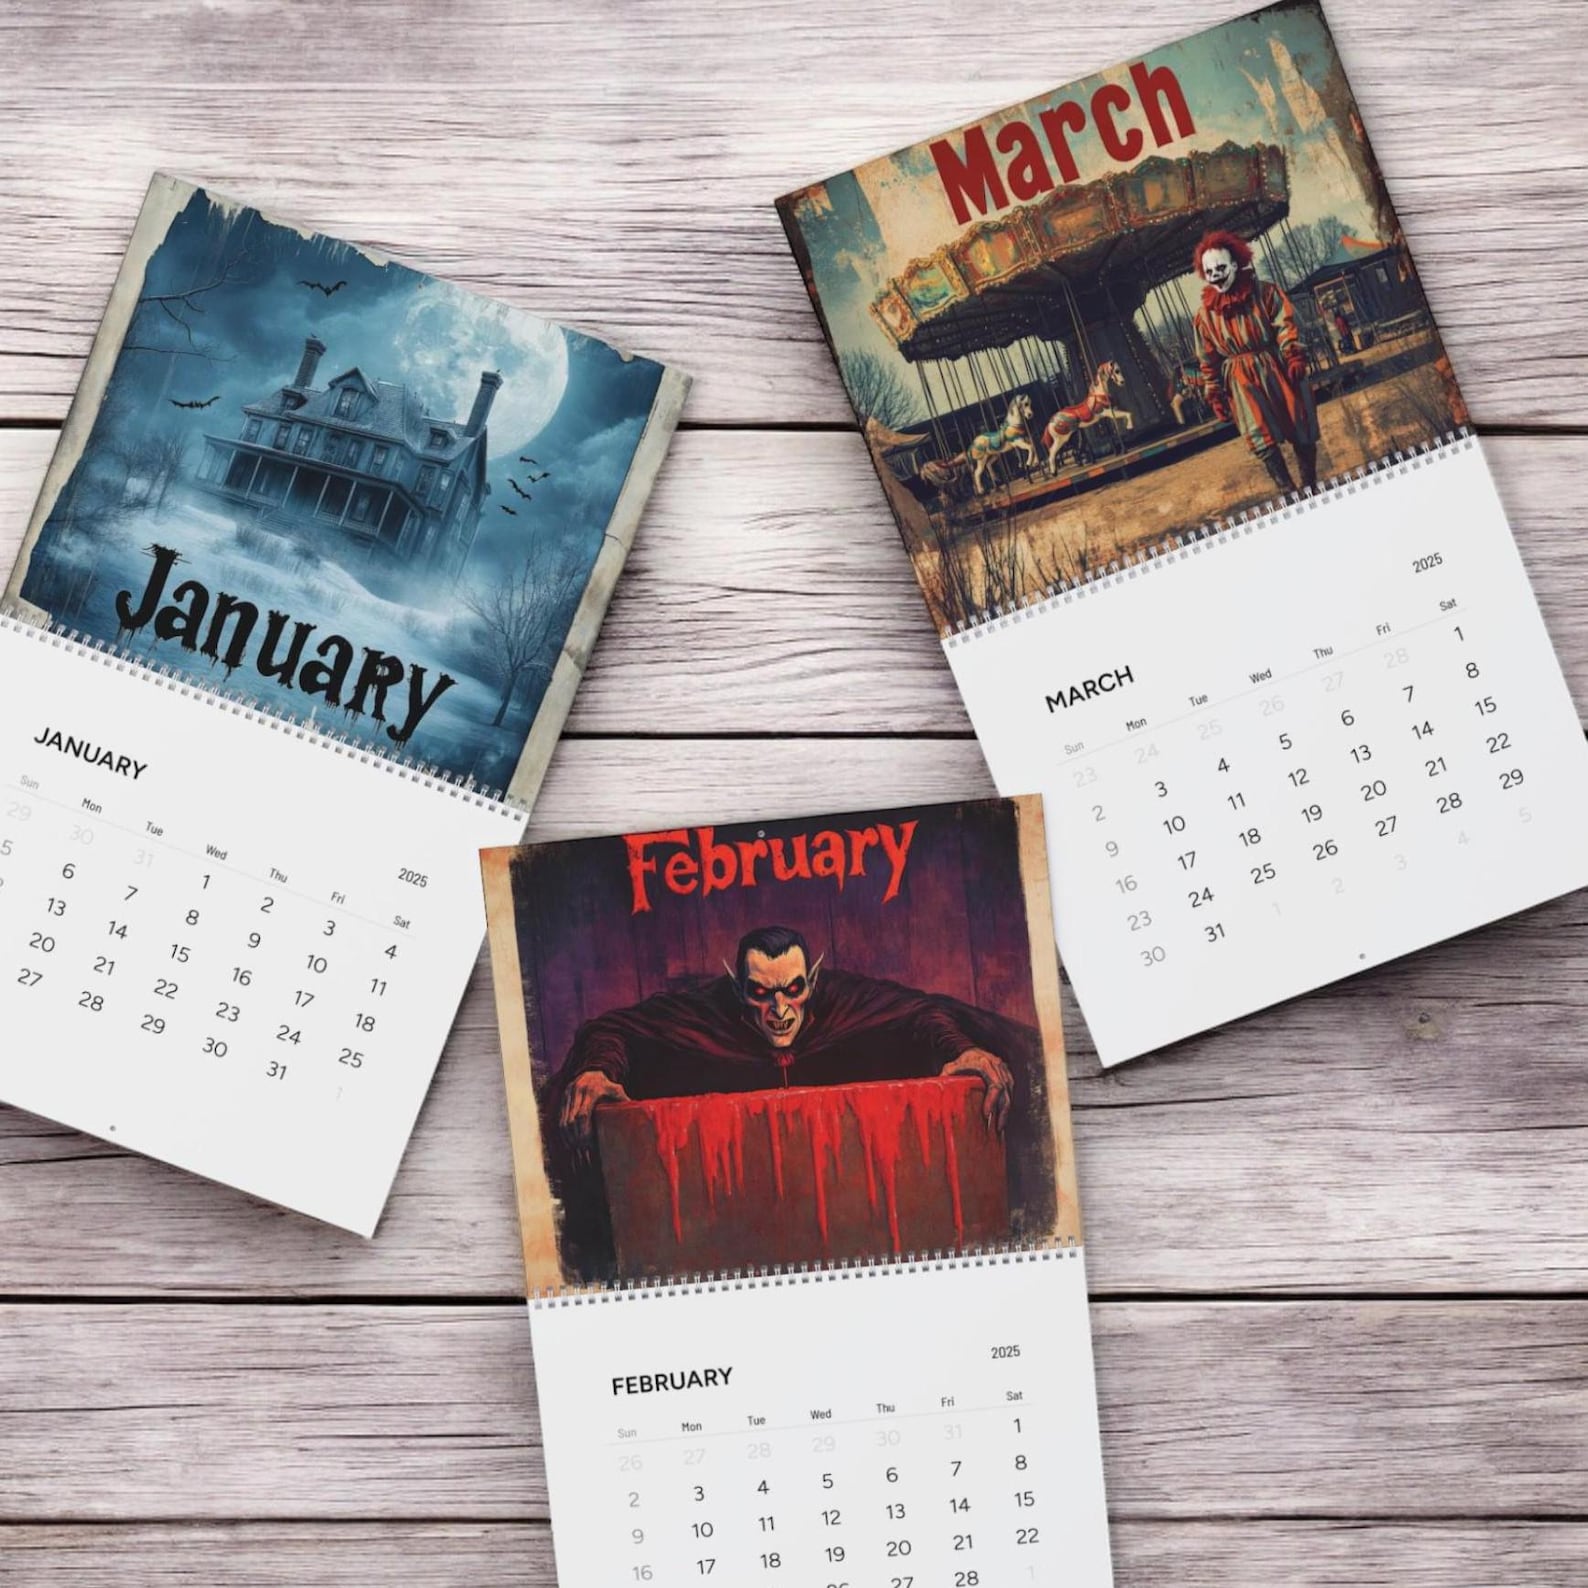 January
JANUARY
2025
Sun Mon Tue Wed Thu Fri Sat
29 30 31 1 2 3 4
5 6 7 8 9 10 11
13 14 15 16 17 18
20 21 22 23 24 25
27 28 29 30 31 1
March
2025
MARCH
Sun Mon Tue Wed Thu Fri Sat
23 24 25 26 27 28 1
2 3 4 5 6 7 8
9 10 11 12 13 14 15
16 17 18 19 20 21 22
23 24 25 26 27 28 29
30 31 1 2 3 4 5
February
2025
FEBRUARY
Sun Mon Tue Wed Thu Fri Sat
26 27 28 29 30 31 1
2 3 4 5 6 7 8
9 10 11 12 13 14 15
16 17 18 19 20 21 22
27 28 1